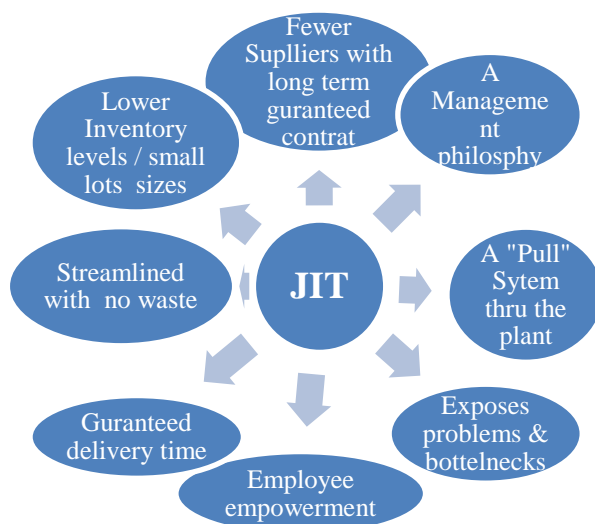 Fewer
Suplliers with
long term
guranteed
contrat
A
Manageme
nt
philosphy
A "Pull"
Sytem
thru the
plant
Exposes
problems &
bottelnecks
Employee
empowerment
Guranteed
delivery time
Streamlined
with no waste
Lower
Inventory
levels / small
lots sizes
JIT